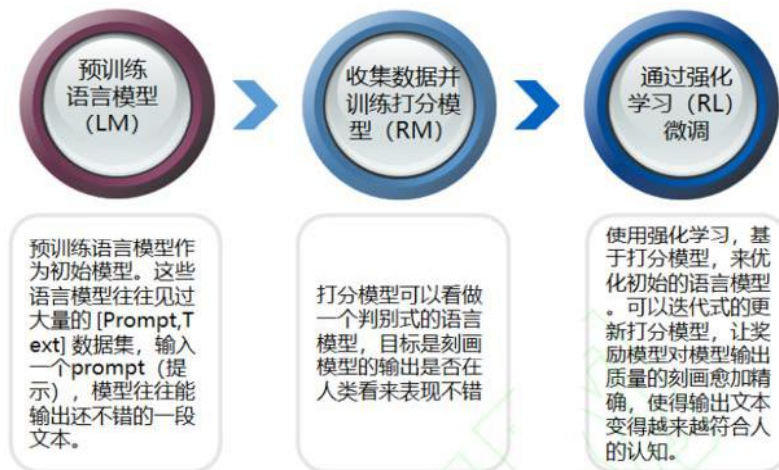 预训练
语言模型
（LM）
收集数据并
训练打分模
型（RM）
通过强化
学习（RL）
微调
预训练语言模型作
为初始模型。这些
语言模型往往见过
大量的 [Prompt,T
ext] 数据集，输入
一个prompt（提
示），模型往往能
输出还不错的一段
文本。
打分模型可以看做
一个判别式的语言
模型，目标是刻画
模型的输出是否在
人类看来表现不错
使用强化学习，基
于打分模型，来优
化初始的语言模型
。可以迭代式的更
新打分模型，让奖
励模型对模型输出
质量的刻画愈加精
确，使得输出文本
变得越来越符合人
的认知。